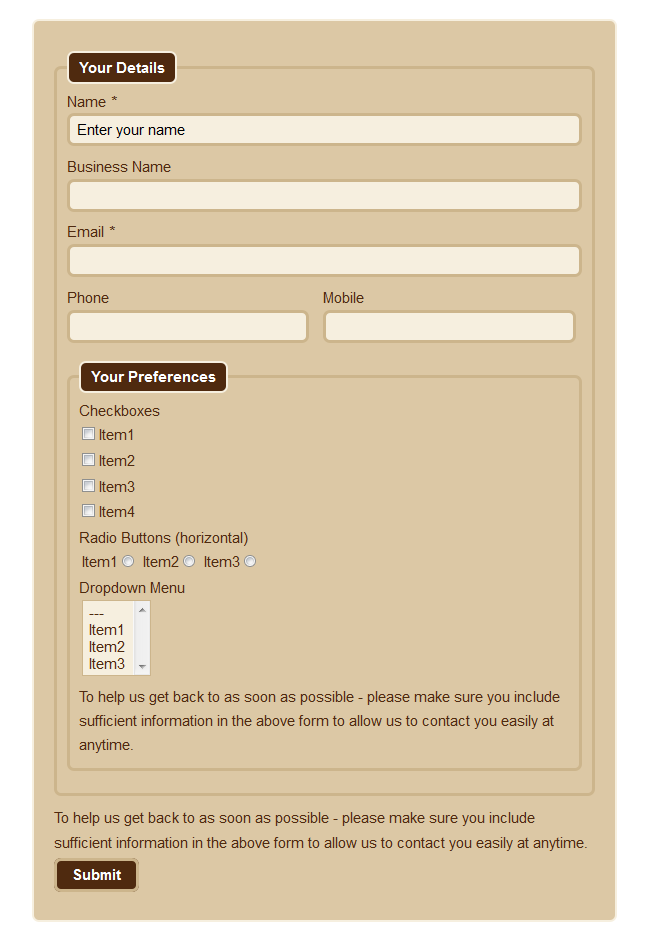 Your Details
Name *
Enter your name
Business Name
Email *
Phone Mobile
Your Preferences
Checkboxes
Item1
Item2
Item3
Item4
Radio Buttons (horizontal)
Item1 Item2 Item3
Dropdown Menu
---
Item1
Item2
Item3
To help us get back to as soon as possible - please make sure you include
sufficient information in the above form to allow us to contact you easily at
anytime.
To help us get back to as soon as possible - please make sure you include
sufficient information in the above form to allow us to contact you easily at anytime.
Submit